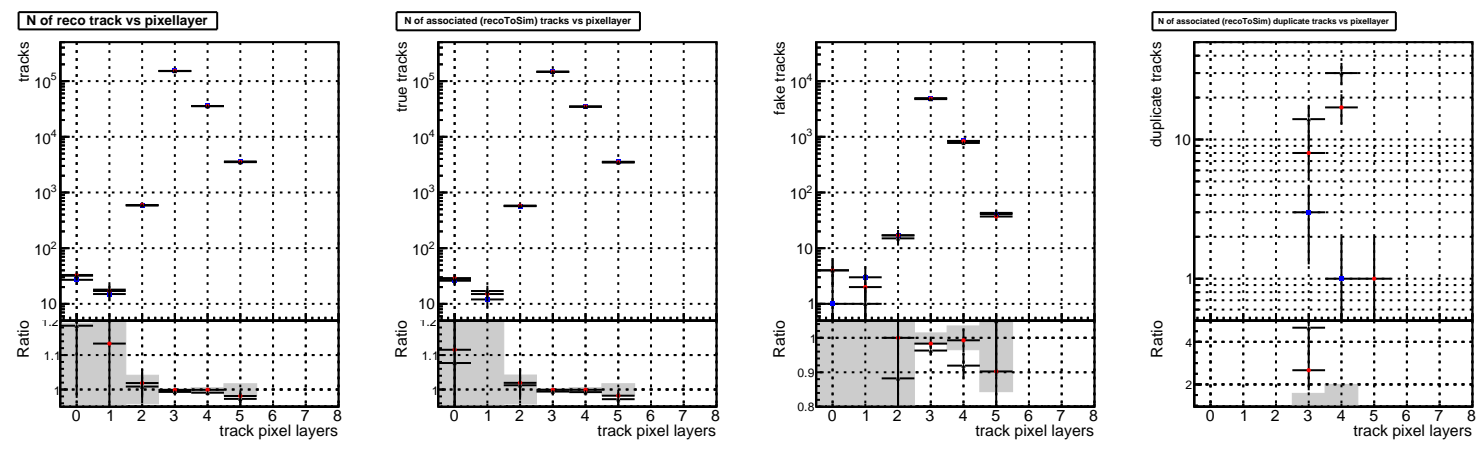 N of reco track vs pixellayer
tracks
10^5
10^4
10^3
10^2
10
1.2
1.1
1
Ratio
0 1 2 3 4 5 6 7 8
track pixel layers
N of associated (recoToSim) tracks vs pixellayer
true tracks
10^5
10^4
10^3
10^2
10
1.2
1.1
1
Ratio
0 1 2 3 4 5 6 7 8
track pixel layers
fake tracks
10^4
10^3
10^2
10
1
1
0.9
0.8
Ratio
0 1 2 3 4 5 6 7 8
track pixel layers
N of associated (recoToSim) duplicate tracks vs pixellayer
duplicate tracks
10
1
4
2
Ratio
0 1 2 3 4 5 6 7 8
track pixel layers